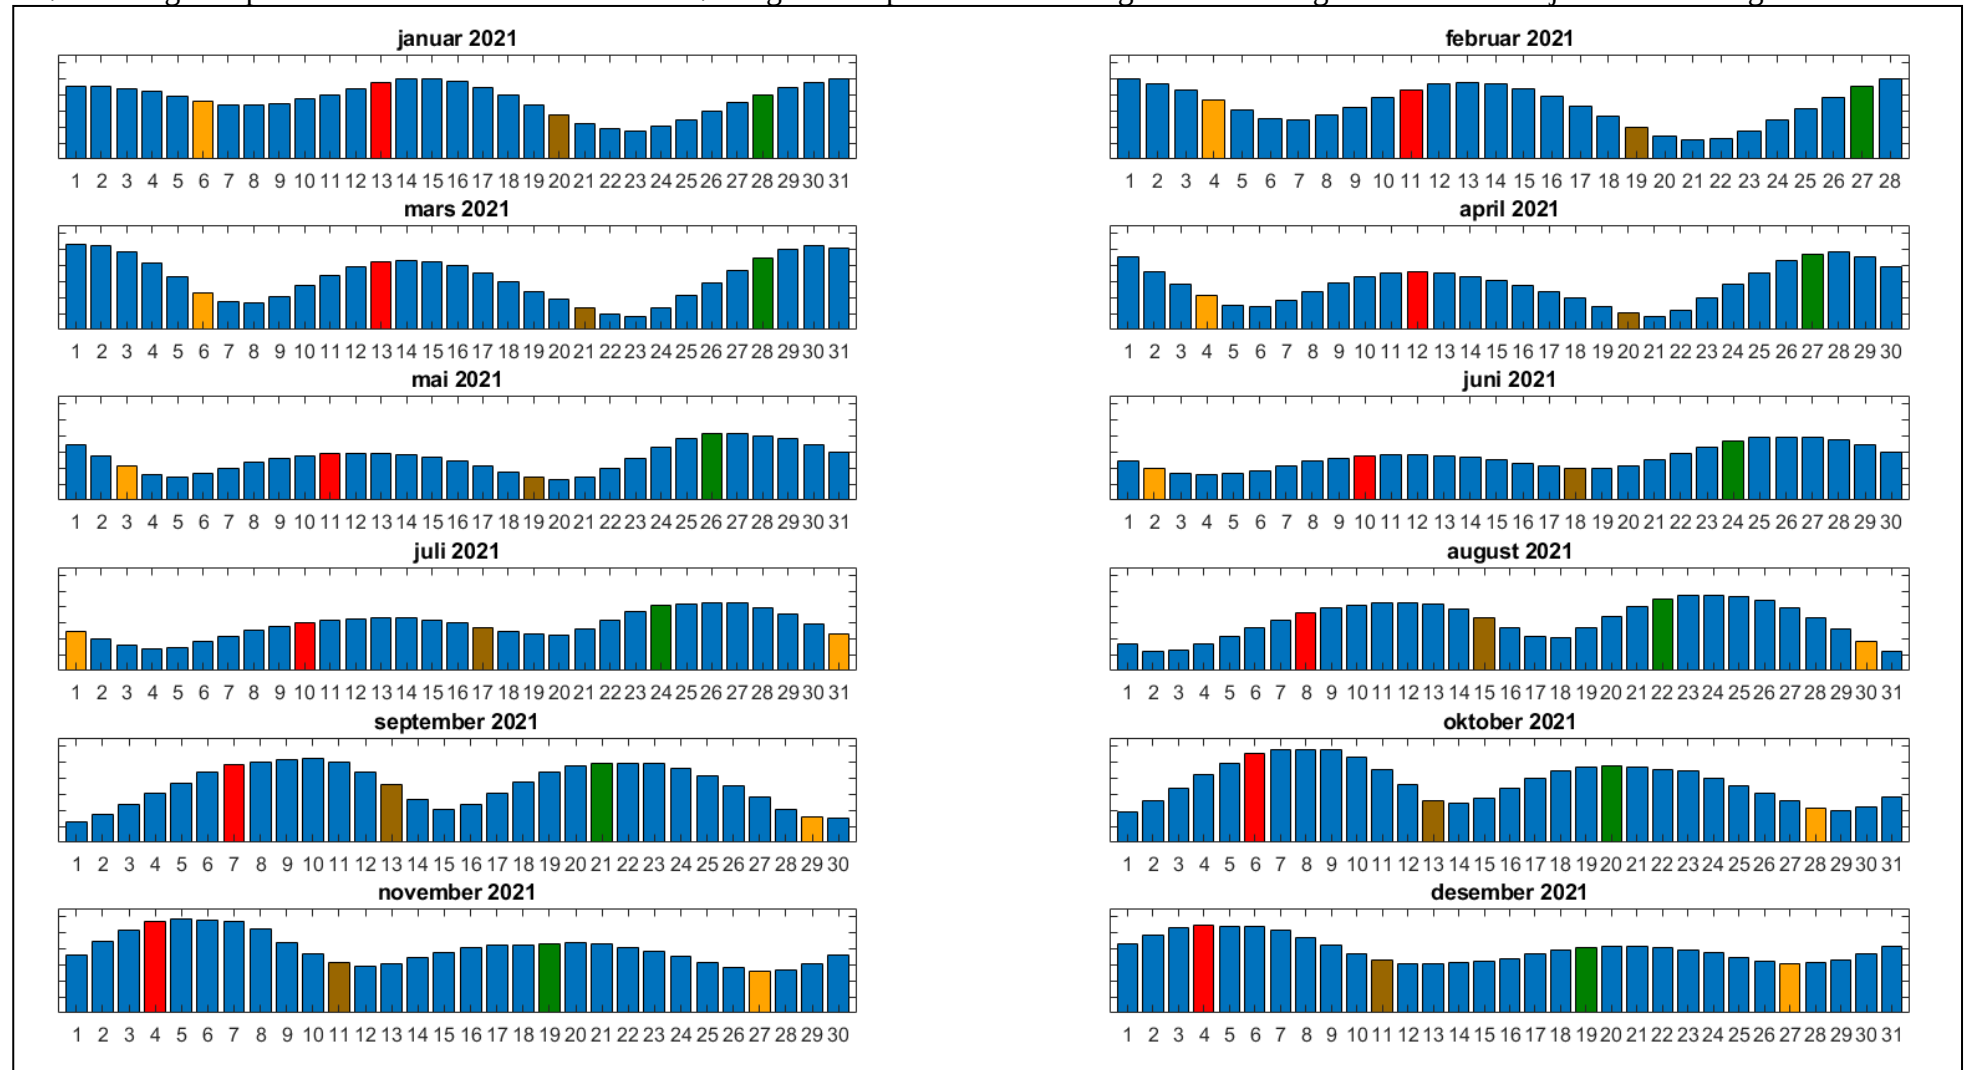 januar 2021
1 2 3 4 5 6 7 8 9 10 11 12 13 14 15 16 17 18 19 20 21 22 23 24 25 26 27 28 29 30 31
februar 2021
1 2 3 4 5 6 7 8 9 10 11 12 13 14 15 16 17 18 19 20 21 22 23 24 25 26 27 28
mars 2021
1 2 3 4 5 6 7 8 9 10 11 12 13 14 15 16 17 18 19 20 21 22 23 24 25 26 27 28 29 30 31
april 2021
1 2 3 4 5 6 7 8 9 10 11 12 13 14 15 16 17 18 19 20 21 22 23 24 25 26 27 28 29 30
mai 2021
1 2 3 4 5 6 7 8 9 10 11 12 13 14 15 16 17 18 19 20 21 22 23 24 25 26 27 28 29 30 31
juni 2021
1 2 3 4 5 6 7 8 9 10 11 12 13 14 15 16 17 18 19 20 21 22 23 24 25 26 27 28 29 30
juli 2021
1 2 3 4 5 6 7 8 9 10 11 12 13 14 15 16 17 18 19 20 21 22 23 24 25 26 27 28 29 30 31
august 2021
1 2 3 4 5 6 7 8 9 10 11 12 13 14 15 16 17 18 19 20 21 22 23 24 25 26 27 28 29 30 31
september 2021
1 2 3 4 5 6 7 8 9 10 11 12 13 14 15 16 17 18 19 20 21 22 23 24 25 26 27 28 29 30
oktober 2021
1 2 3 4 5 6 7 8 9 10 11 12 13 14 15 16 17 18 19 20 21 22 23 24 25 26 27 28 29 30 31
november 2021
1 2 3 4 5 6 7 8 9 10 11 12 13 14 15 16 17 18 19 20 21 22 23 24 25 26 27 28 29 30
desember 2021
1 2 3 4 5 6 7 8 9 10 11 12 13 14 15 16 17 18 19 20 21 22 23 24 25 26 27 28 29 30 31